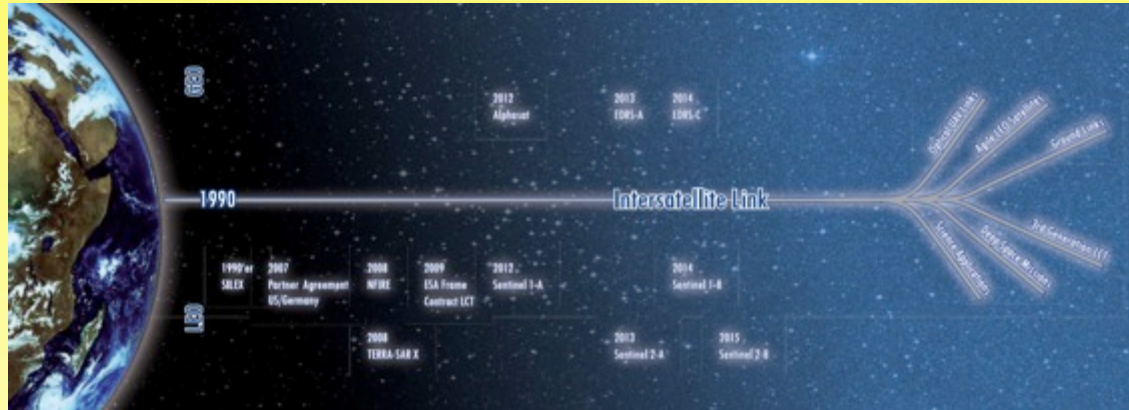 GEO
2012
Alphasat
2013
EDRS-A
2014
EDRS-C
Optical GEO Links
Agile LEO Satellites
Ground Links
1990
Intersatellite Link
3rd Generation LCT
Deep Space Missions
Science Application
1990'er
SILEX
2007
Partner Agreement
US/Germany
2008
NFIRE
2009
ESA Frame
Contract LCT
2012
Sentinel 1-A
2014
Sentinel 1-B
LEO
2008
TERRA-SAR X
2013
Sentinel 2-A
2015
Sentinel 2-B